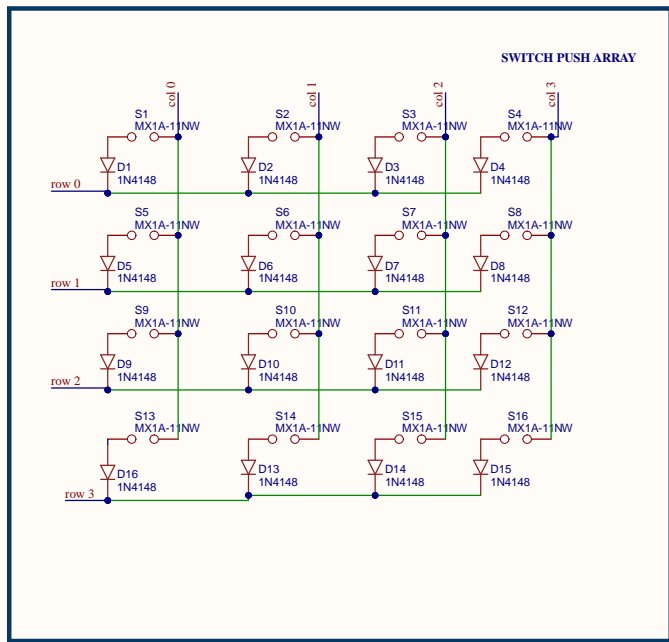 SWITCH PUSH ARRAY
col 0
col 1
col 2
col 3
S1
MX1A-11NW
S2
MX1A-11NW
S3
MX1A-11NW
S4
MX1A-11NW
D1
1N4148
D2
1N4148
D3
1N4148
D4
1N4148
row 0
S5
MX1A-11NW
S6
MX1A-11NW
S7
MX1A-11NW
S8
MX1A-11NW
D5
1N4148
D6
1N4148
D7
1N4148
D8
1N4148
row 1
S9
MX1A-11NW
S10
MX1A-11NW
S11
MX1A-11NW
S12
MX1A-11NW
D9
1N4148
D10
1N4148
D11
1N4148
D12
1N4148
row 2
S13
MX1A-11NW
S14
MX1A-11NW
S15
MX1A-11NW
S16
MX1A-11NW
D16
1N4148
D13
1N4148
D14
1N4148
D15
1N4148
row 3